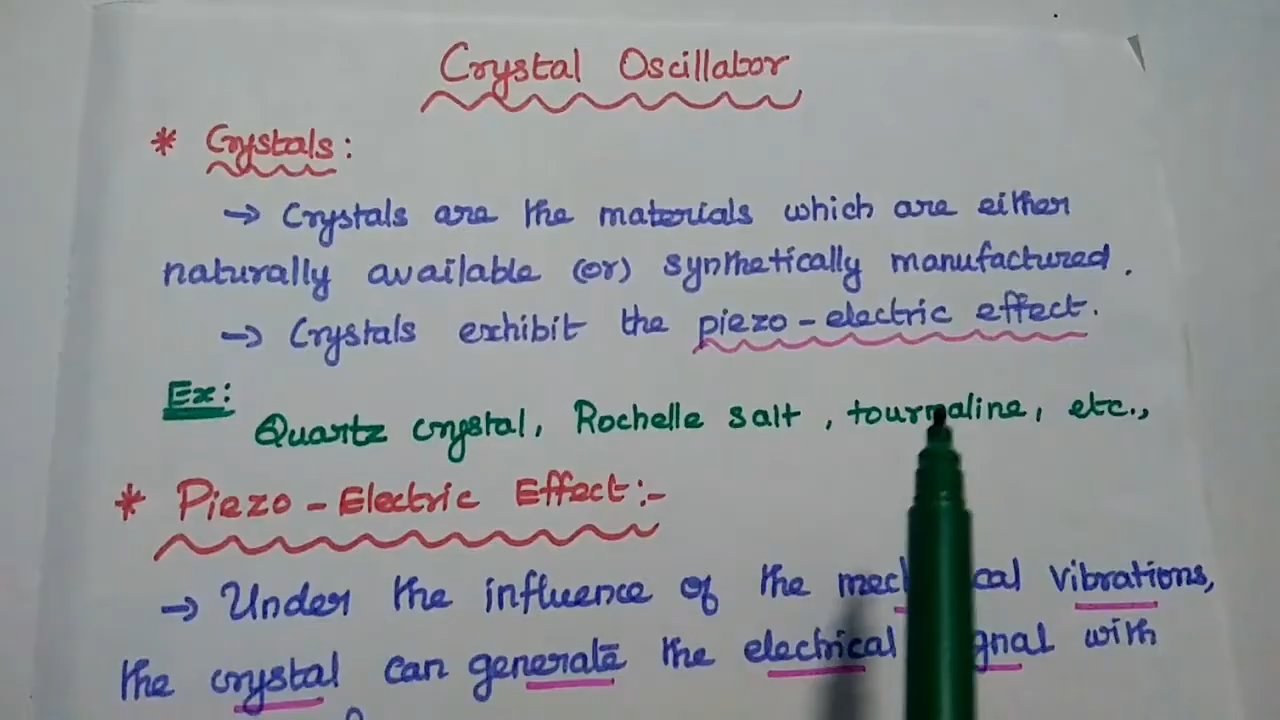 Crystal Oscillator
* Crystals:
→ Crystals are the materials which are either
naturally available (or) synthetically manufactured.
→ Crystals exhibit the piezo-electric effect.
Ex:
Quartz crystal, Rochelle salt, tourmaline, etc.,
* Piezo-Electric Effect:-
→ Under the influence of the vibrations,
the crystal can generate the electrical with